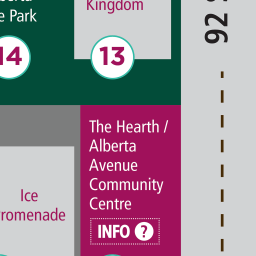 e Park
Kingdom
14
13
92
The Hearth /
Alberta
Avenue
Community
Centre
INFO ?
Ice
romenade